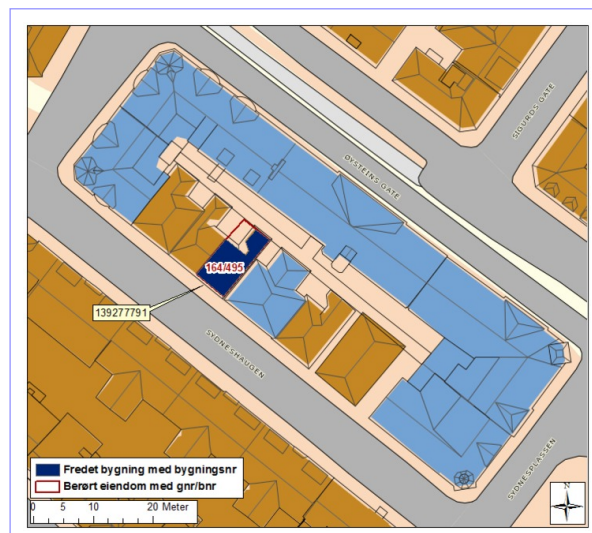 SIGURDS GATE
ØYSTEINS GATE
164/495
139277791
SYDNESHAUGEN
SYDNESPLASSEN
Fredet bygning med bygningsnr
Berørt eiendom med gnr/bnr
0 5 10 20 Meter
N